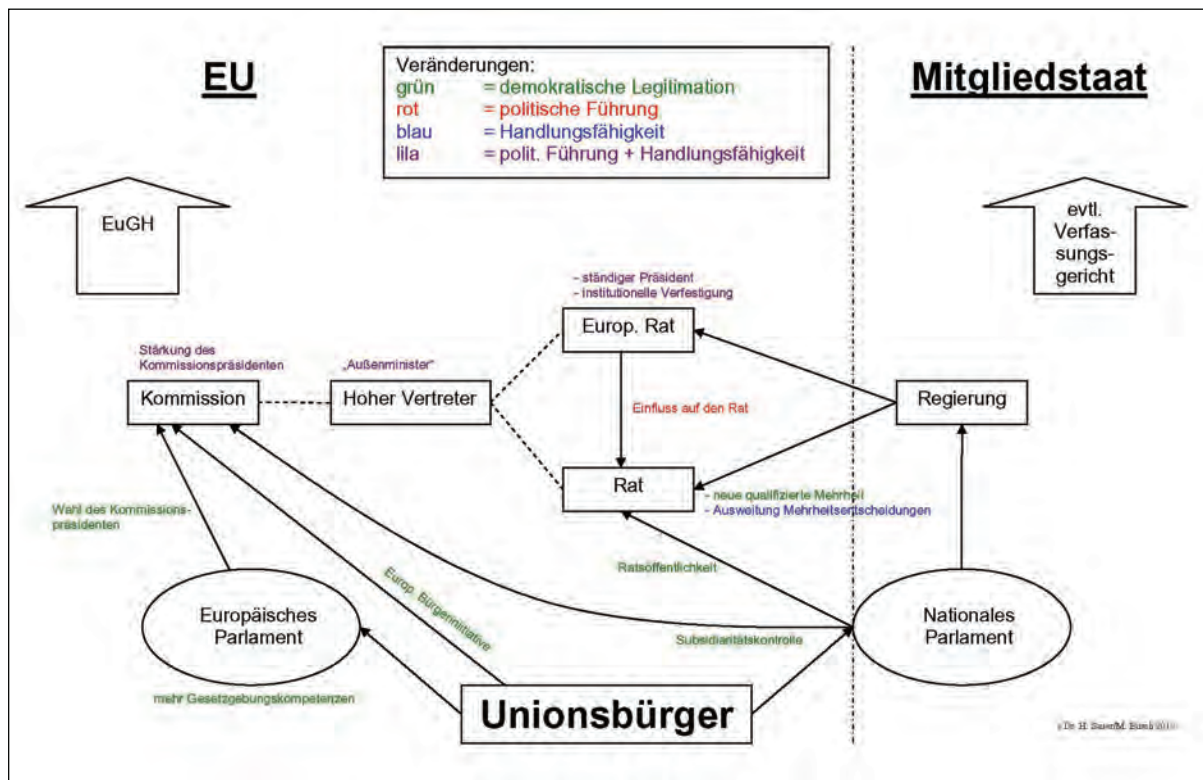 EU
Veränderungen:
grün = demokratische Legitimation
rot = politische Führung
blau = Handlungsfähigkeit
lila = polit. Führung + Handlungsfähigkeit
Mitgliedstaat
EuGH
evtl.
Verfas-
sungs-
gericht
- ständiger Präsident
- institutionelle Verfestigung
Europ. Rat
Stärkung des
Kommissionspräsidenten
„Außenminister"
Kommission
Hoher Vertreter
Einfluss auf den Rat
Regierung
Rat
- neue qualifizierte Mehrheit
- Ausweitung Mehrheitsentscheidungen
Wahl des Kommissions-
präsidenten
Ratsöffentlichkeit
Europ. Bürgerinitiative
Europäisches
Parlament
Subsidiaritätskontrolle
Nationales
Parlament
mehr Gesetzgebungskompetenzen
Unionsbürger
Dr. H.